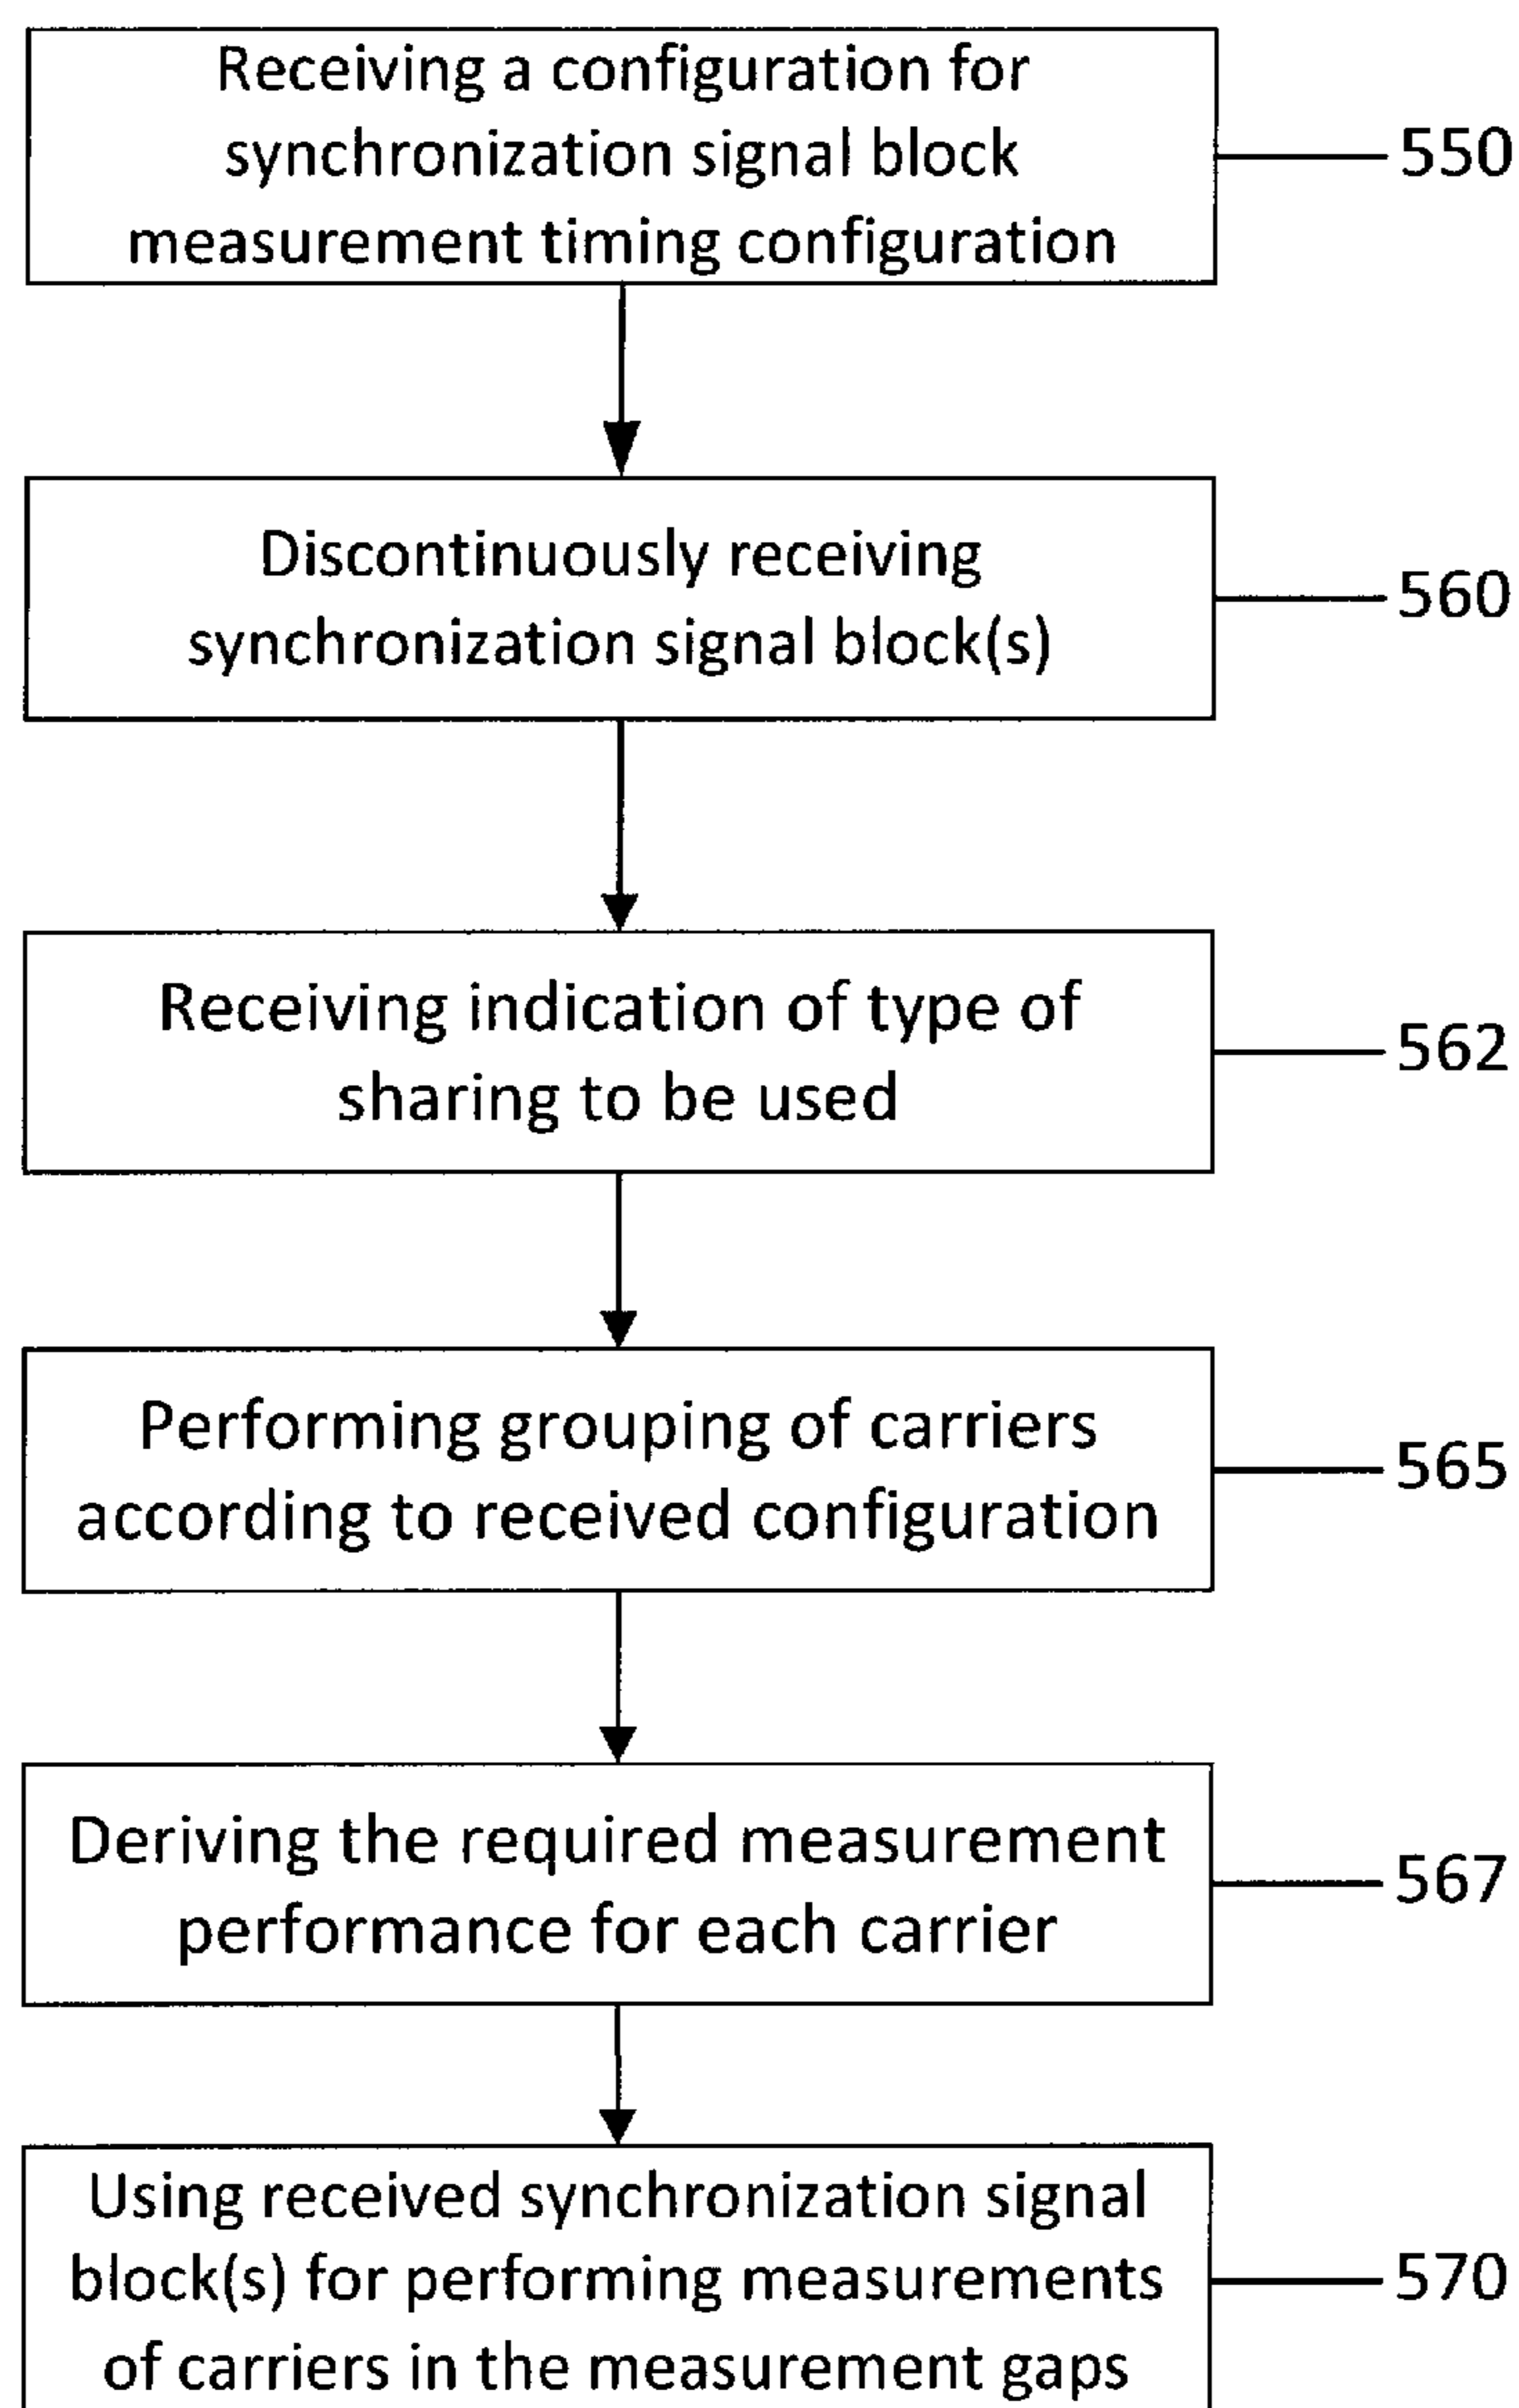 Receiving a configuration for
synchronization signal block
measurement timing configuration
550
Discontinuously receiving
synchronization signal block(s)
560
Receiving indication of type of
sharing to be used
562
Performing grouping of carriers
according to received configuration
565
Deriving the required measurement
performance for each carrier
567
Using received synchronization signal
block(s) for performing measurements
of carriers in the measurement gaps
570